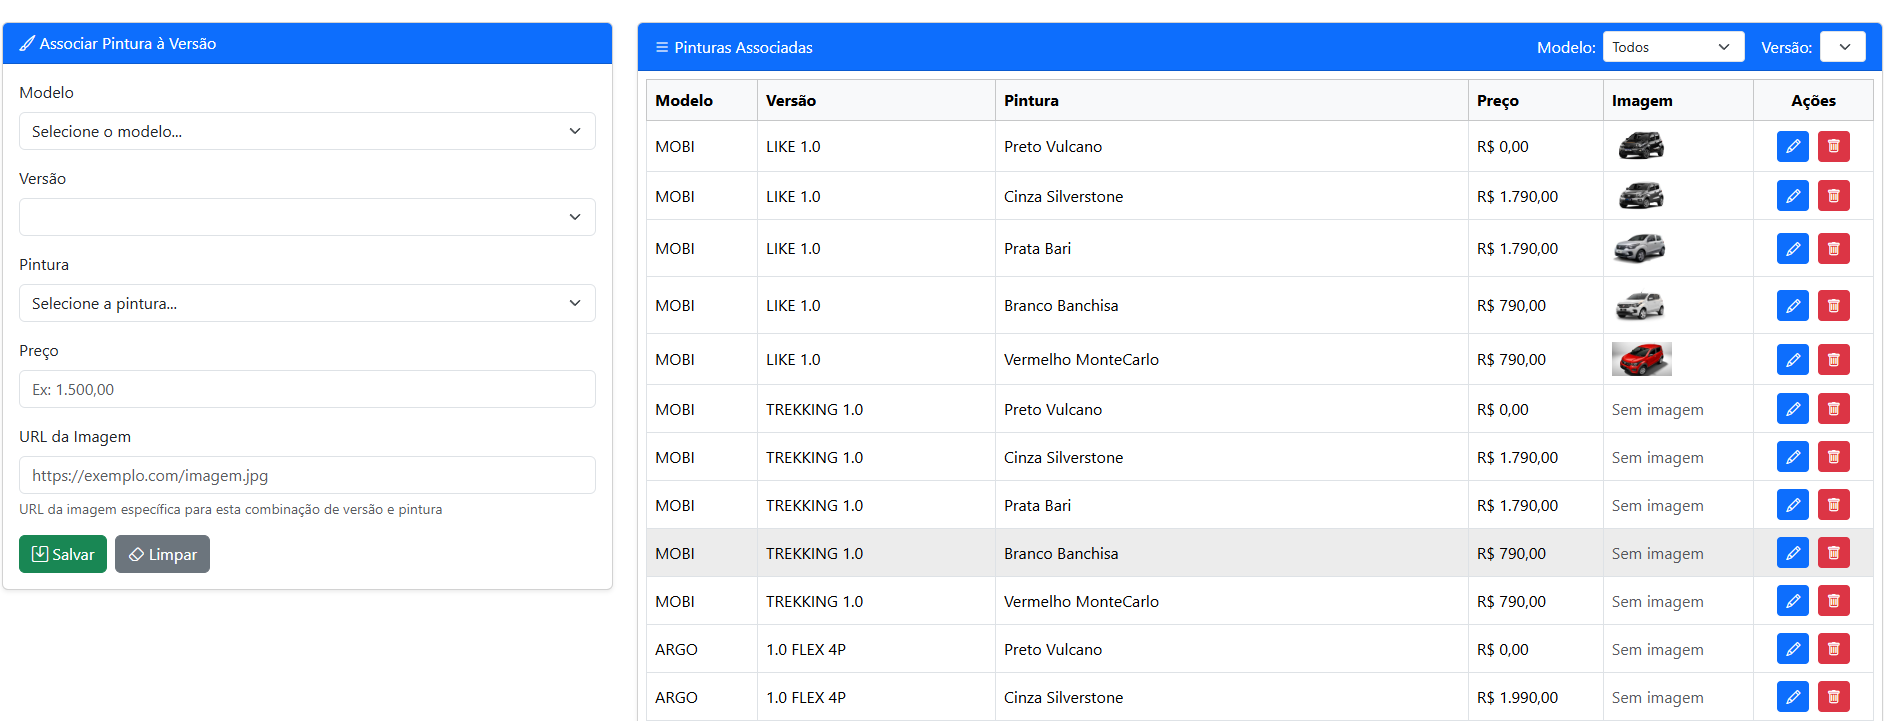 Associar Pintura à Versão
Modelo
Selecione o modelo...
Versão
Pintura
Selecione a pintura...
Preço
Ex: 1.500,00
URL da Imagem
https://exemplo.com/imagem.jpg
URL da imagem específica para esta combinação de versão e pintura
Salvar Limpar
Pinturas Associadas Modelo: Todos Versão:
Modelo Versão Pintura Preço Imagem Ações
MOBI LIKE 1.0 Preto Vulcano R$ 0,00
MOBI LIKE 1.0 Cinza Silverstone R$ 1.790,00
MOBI LIKE 1.0 Prata Bari R$ 1.790,00
MOBI LIKE 1.0 Branco Banchisa R$ 790,00
MOBI LIKE 1.0 Vermelho MonteCarlo R$ 790,00
MOBI TREKKING 1.0 Preto Vulcano R$ 0,00 Sem imagem
MOBI TREKKING 1.0 Cinza Silverstone R$ 1.790,00 Sem imagem
MOBI TREKKING 1.0 Prata Bari R$ 1.790,00 Sem imagem
MOBI TREKKING 1.0 Branco Banchisa R$ 790,00 Sem imagem
MOBI TREKKING 1.0 Vermelho MonteCarlo R$ 790,00 Sem imagem
ARGO 1.0 FLEX 4P Preto Vulcano R$ 0,00 Sem imagem
ARGO 1.0 FLEX 4P Cinza Silverstone R$ 1.990,00 Sem imagem